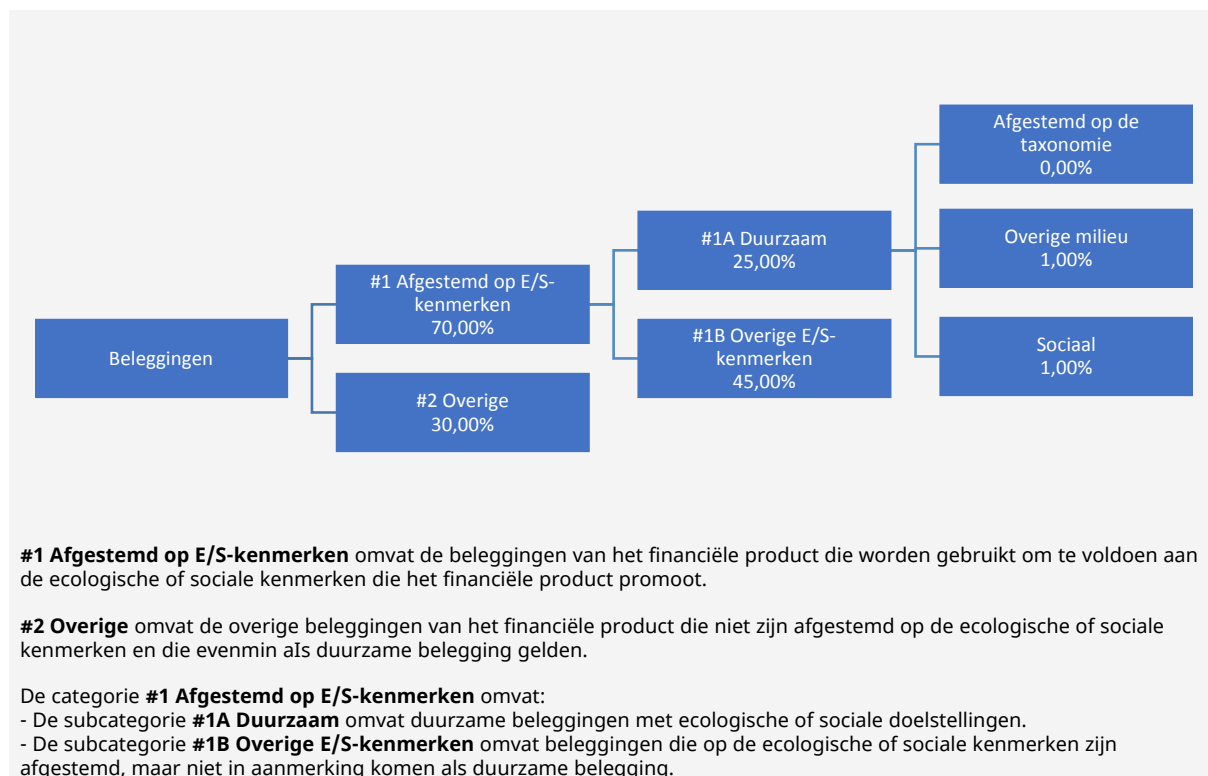 Afgestemd op de
taxonomie
0,00%
#1A Duurzaam
25,00%
Overige milieu
1,00%
#1 Afgestemd op E/S-
kenmerken
70,00%
Beleggingen
#1B Overige E/S-
kenmerken
45,00%
Sociaal
1,00%
#2 Overige
30,00%
#1 Afgestemd op E/S-kenmerken omvat de beleggingen van het financiële product die worden gebruikt om te voldoen aan
de ecologische of sociale kenmerken die het financiële product promoot.
#2 Overige omvat de overige beleggingen van het financiële product die niet zijn afgestemd op de ecologische of sociale
kenmerken en die evenmin aIs duurzame belegging gelden.
De categorie #1 Afgestemd op E/S-kenmerken omvat:
- De subcategorie #1A Duurzaam omvat duurzame beleggingen met ecologische of sociale doelstellingen.
- De subcategorie #1B Overige E/S-kenmerken omvat beleggingen die op de ecologische of sociale kenmerken zijn
afgestemd, maar niet in aanmerking komen als duurzame belegging.